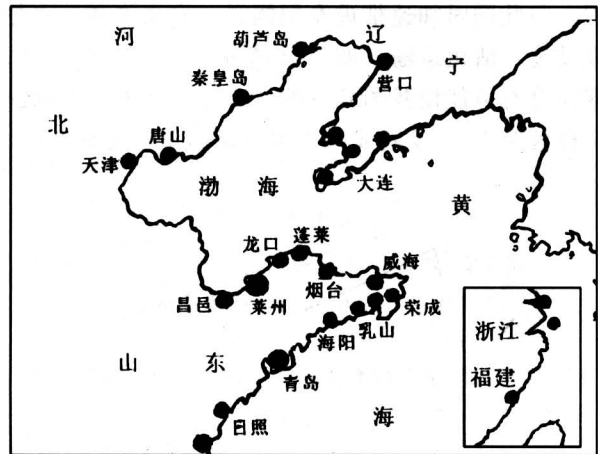 河
辽
葫芦岛
宁
营口
秦皇岛
北
唐山
天津
大连
渤海
黄
龙口
蓬莱
烟台
威海
昌邑
莱州
荣成
乳山
海阳
浙江
山东
青岛
福建
日照
海